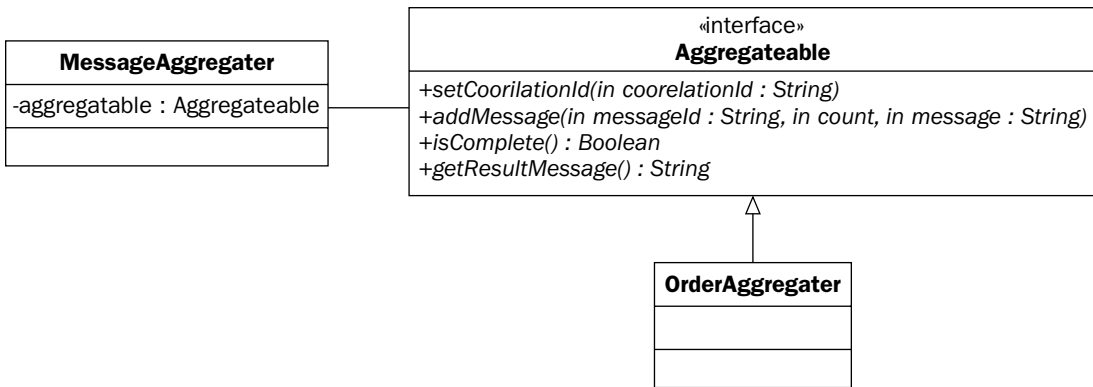 MessageAggregater
-aggregatable : Aggregateable
«interface»
Aggregateable
+setCoorilationId(in coorelationId : String)
+addMessage(in messageId : String, in count, in message : String)
+isComplete() : Boolean
+getResultMessage() : String
OrderAggregater